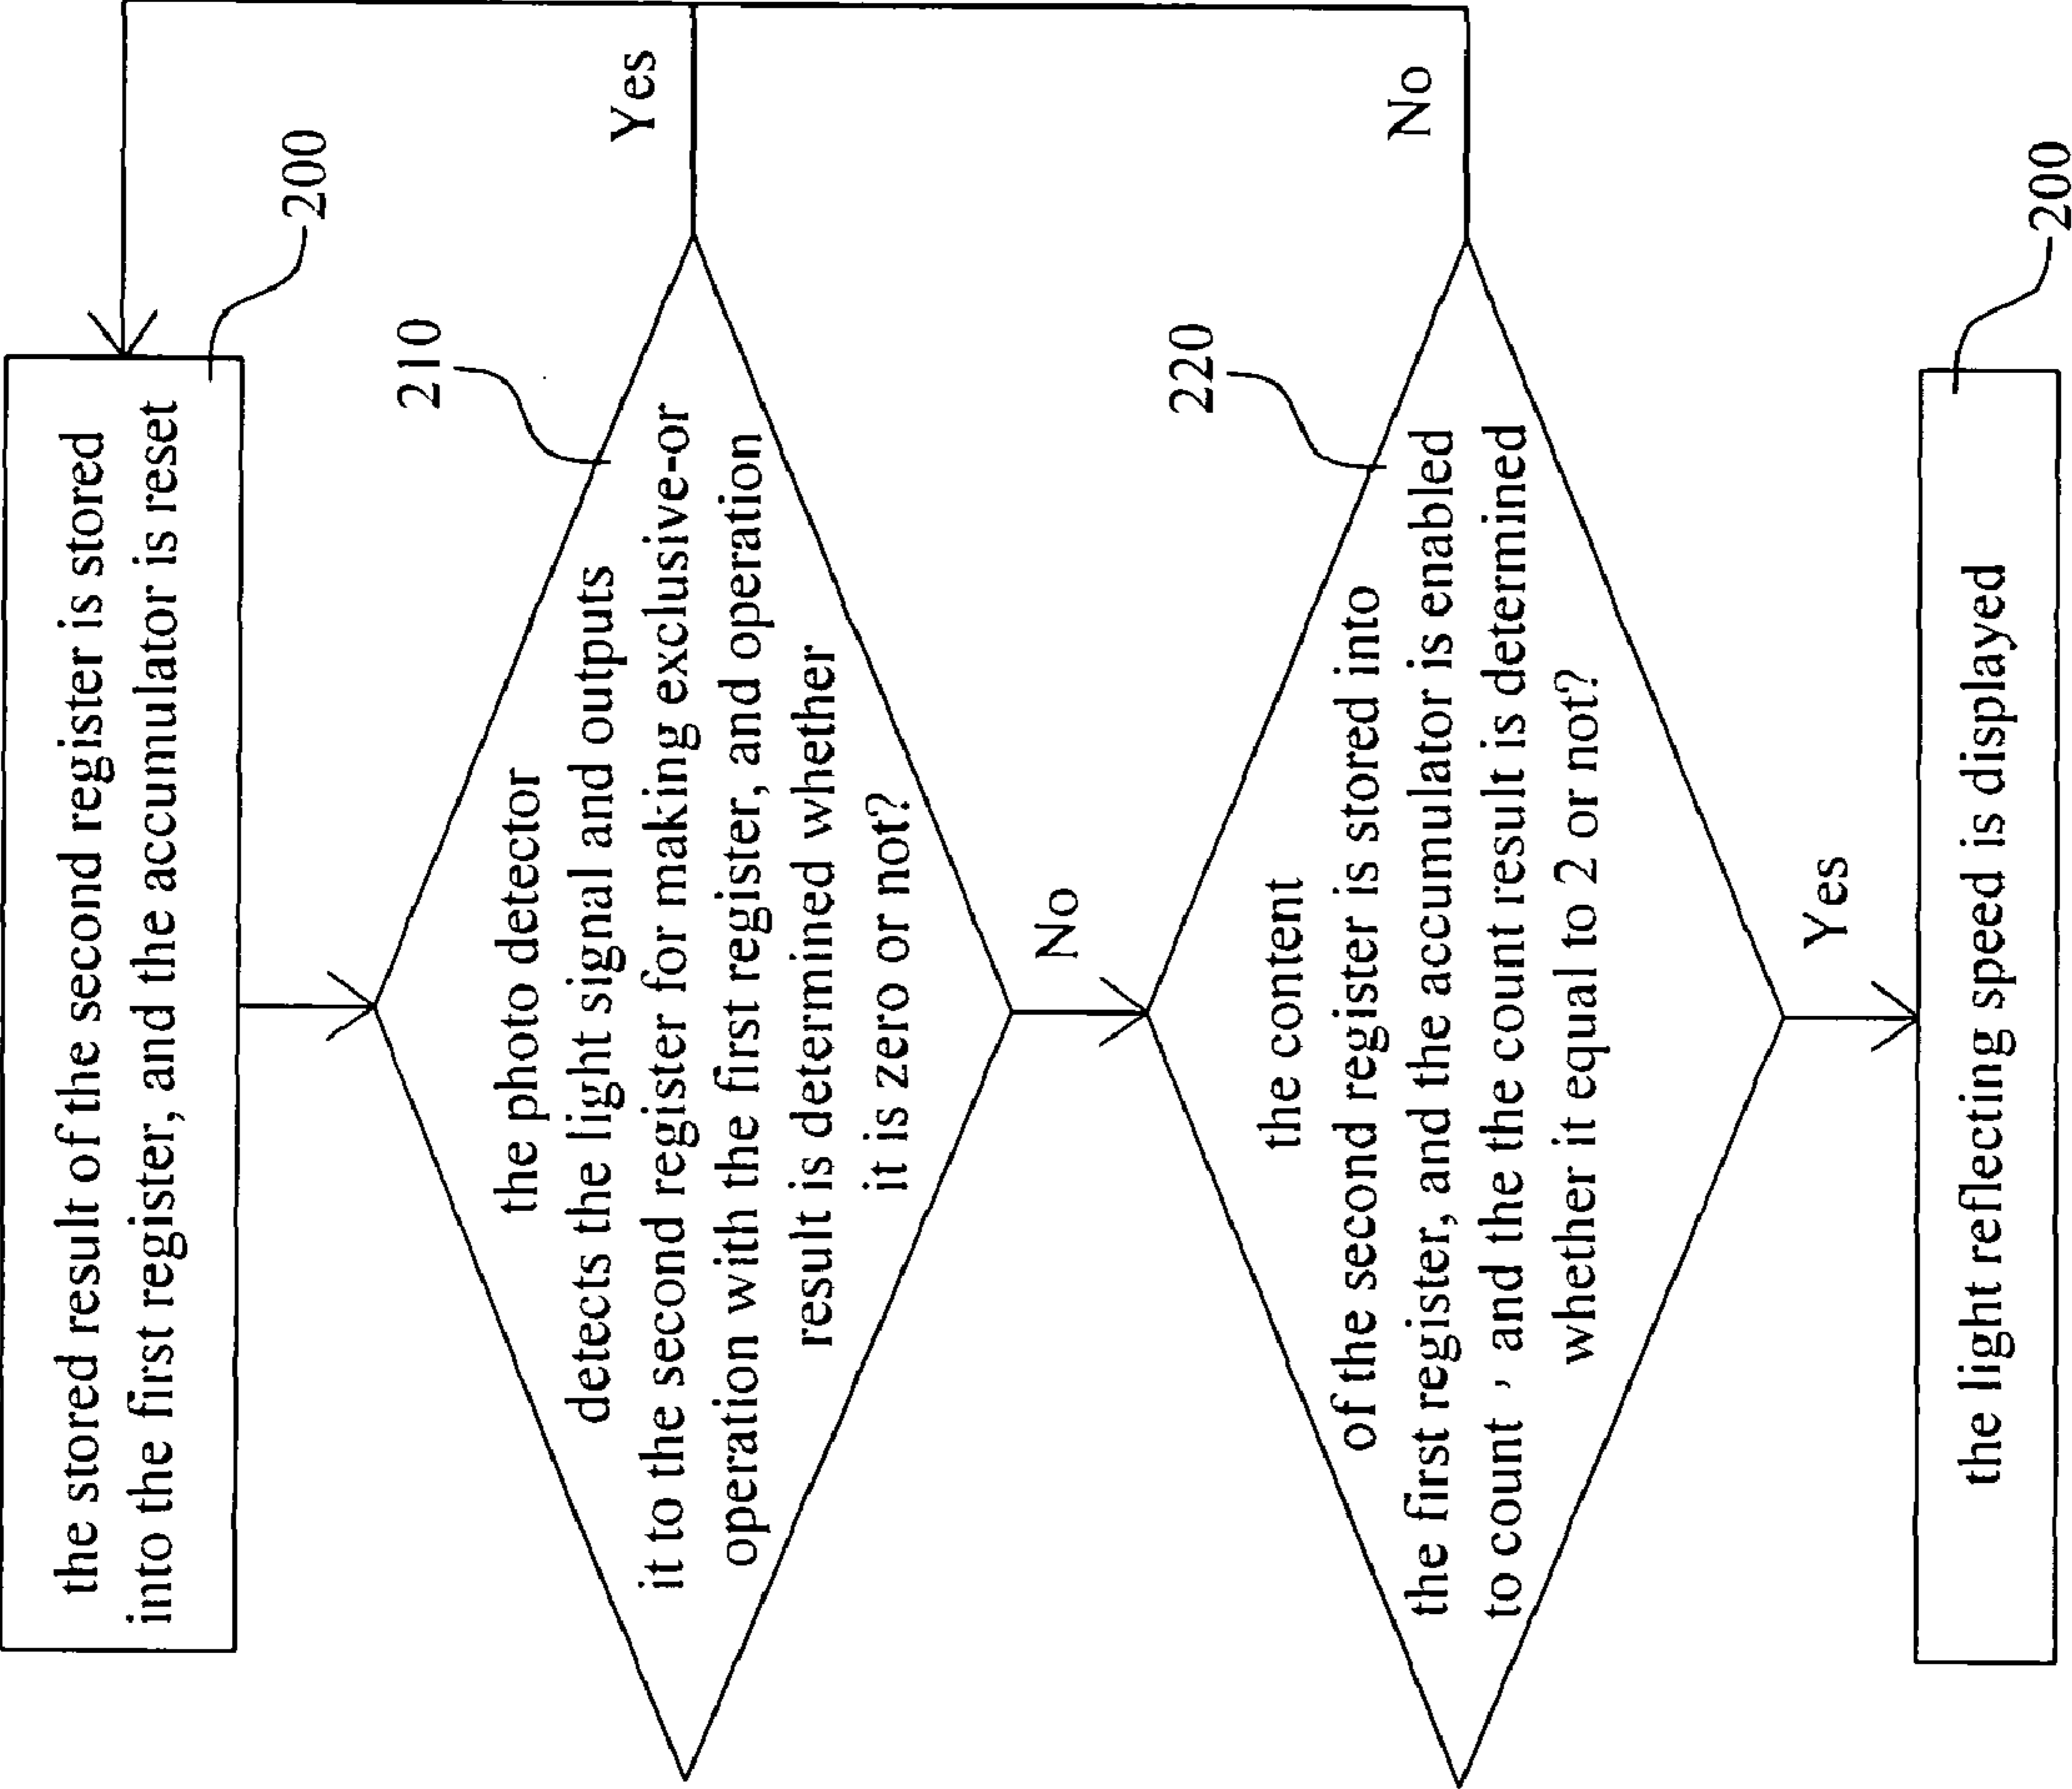 the stored result of the second register is stored
into the first register, and the accumulator is reset
200
the photo detector
detects the light signal and outputs
it to the second register for making exclusive-or
operation with the first register, and operation
result is determined whether
it is zero or not?
210
Yes
No
the content
of the second register is stored into
the first register, and the accumulator is enabled
to count , and the the count result is determined
whether it equal to 2 or not?
220
No
Yes
the light reflecting speed is displayed
200